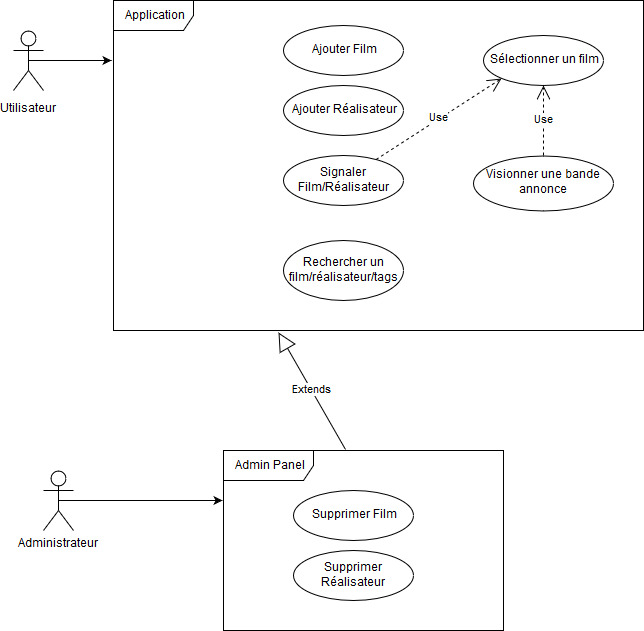 Application
Ajouter Film
Sélectionner un film
Utilisateur
Ajouter Réalisateur
Use
Use
Signaler
Film/Réalisateur
Visionner une bande
annonce
Rechercher un
film/réalisateur/tags
Extends
Admin Panel
Supprimer Film
Administrateur
Supprimer
Réalisateur